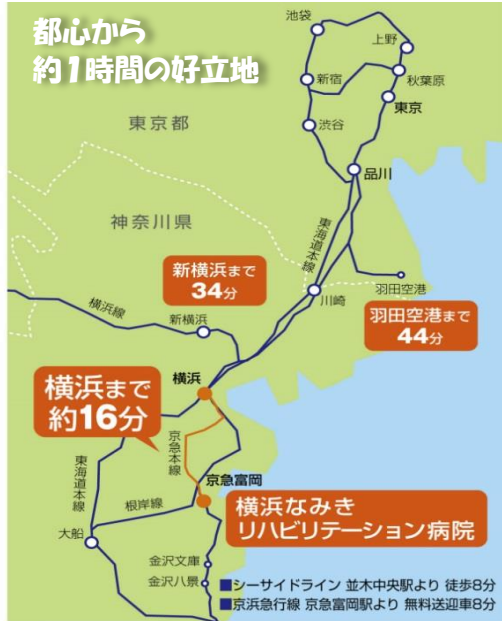 都心から
約1時間の好立地
池袋
上野
新宿
秋葉原
東京
渋谷
東京都
品川
神奈川県
東海道本線
新横浜まで
34分
川崎
羽田空港
羽田空港まで
44分
横浜線
新横浜
横浜
横浜まで
約16分
京急本線
京急富岡
東海道本線
根岸線
横浜なみき
リハビリテーション病院
大船
金沢文庫
金沢八景
■シーサイドライン 並木中央駅より 徒歩8分
■京浜急行線 京急富岡駅より 無料送迎車8分